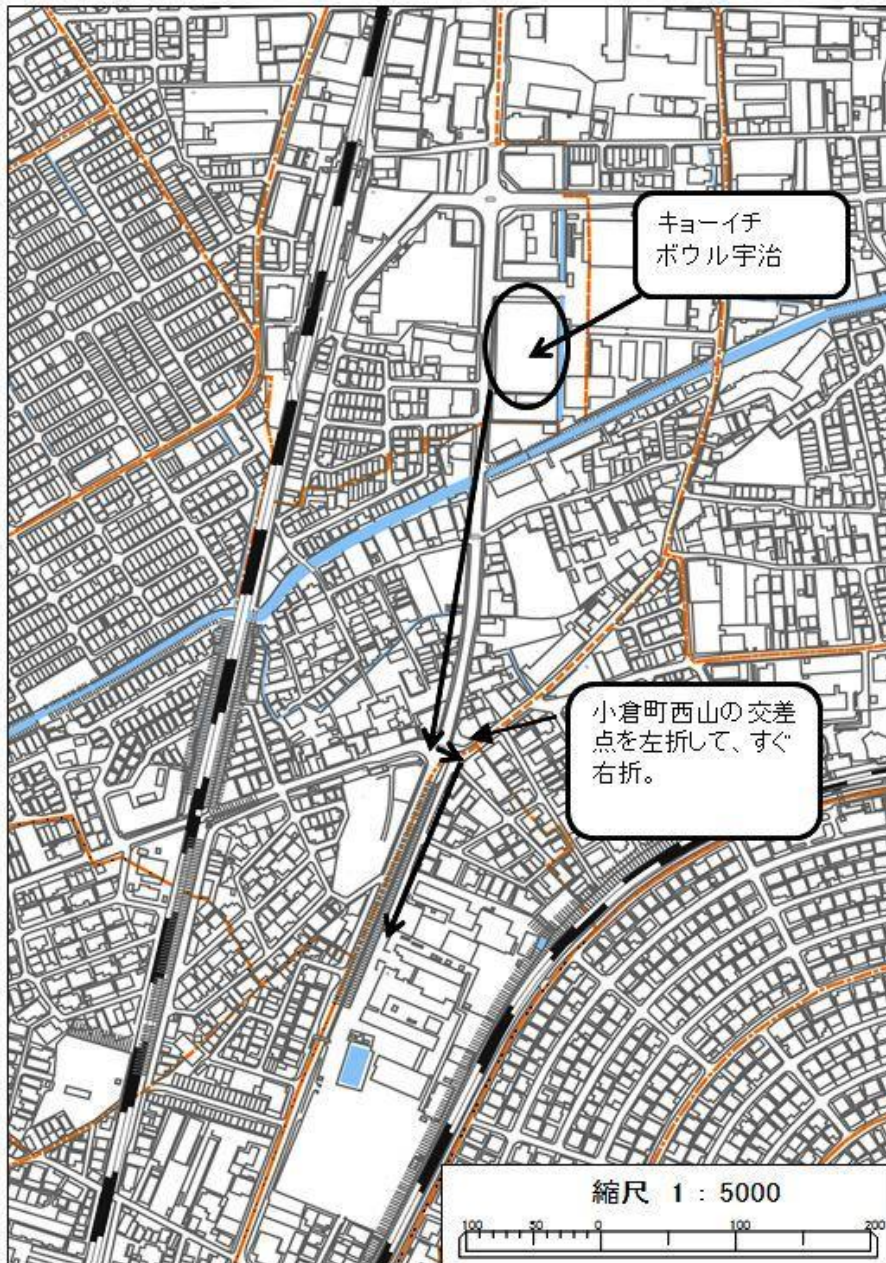 キョーイチ
ボウル宇治
小倉町西山の交差
点を左折して、すぐ
右折。
縮尺 1 : 5000
100 50 0 100 200